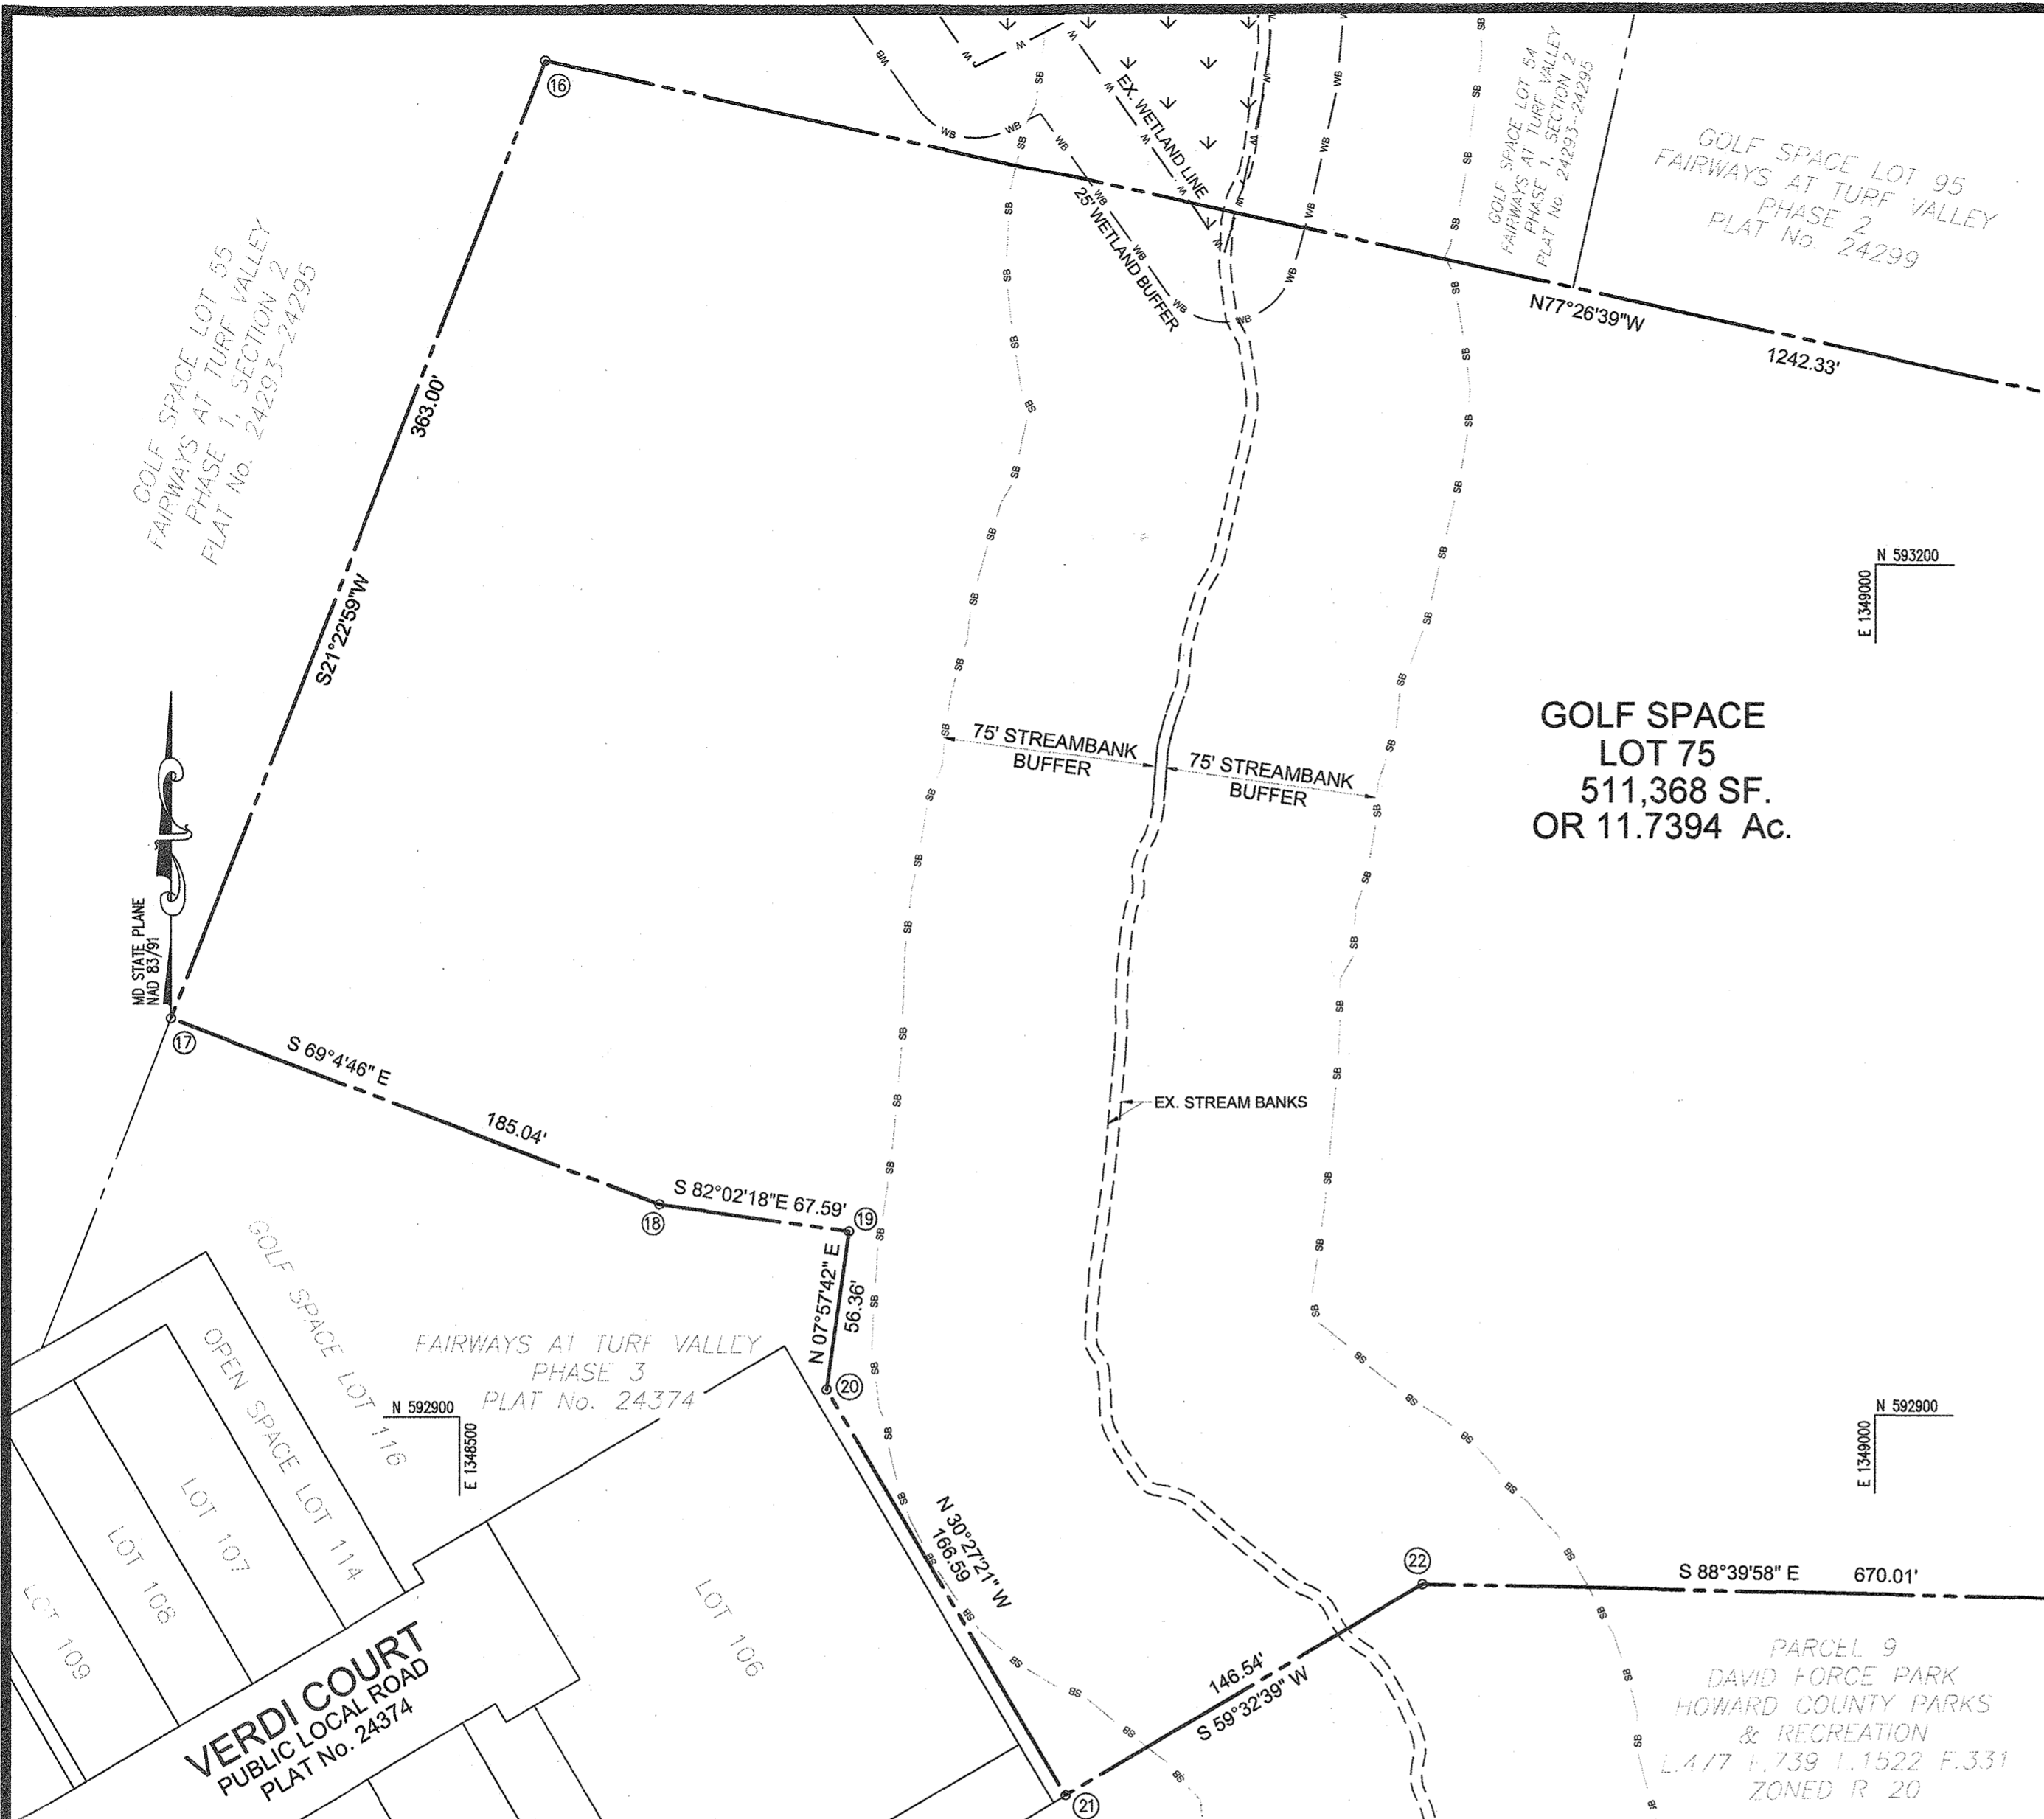 16
GOLF SPACE LOT 55
FAIRWAYS AT TURF VALLEY
PHASE 1, SECTION 2
PLAT No. 24293-24295
363.00'
S21°22'59"W
EX. WETLAND LINE
25' WETLAND BUFFER
GOLF SPACE LOT 54
FAIRWAYS AT TURF VALLEY
PHASE 1, SECTION 2
PLAT No. 24293-24295
GOLF SPACE LOT 95
FAIRWAYS AT TURF VALLEY
PHASE 2
PLAT No. 24299
N77°26'39"W
1242.33'
N 593200
E 1349000
GOLF SPACE
LOT 75
511,368 SF.
OR 11.7394 Ac.
75' STREAMBANK
BUFFER
75' STREAMBANK
BUFFER
MD STATE PLANE
NAD 83/91
17
S 69°4'46" E
185.04'
EX. STREAM BANKS
18
S 82°02'18"E 67.59'
19
N 07°57'42" E
56.36'
20
GOLF SPACE LOT 116
FAIRWAYS AT TURF VALLEY
PHASE 3
PLAT No. 24374
N 592900
E 1348500
N 592900
E 1349000
OPEN SPACE LOT 114
LOT 107
LOT 108
LOT 109
LOT 106
N 30°27'21" W
166.59
22
S 88°39'58" E
670.01'
146.54'
S 59°32'39" W
21
VERDI COURT
PUBLIC LOCAL ROAD
PLAT No. 24374
PARCEL 9
DAVID FORCE PARK
HOWARD COUNTY PARKS
& RECREATION
F.739 L.1522 F.331
ZONED R 20